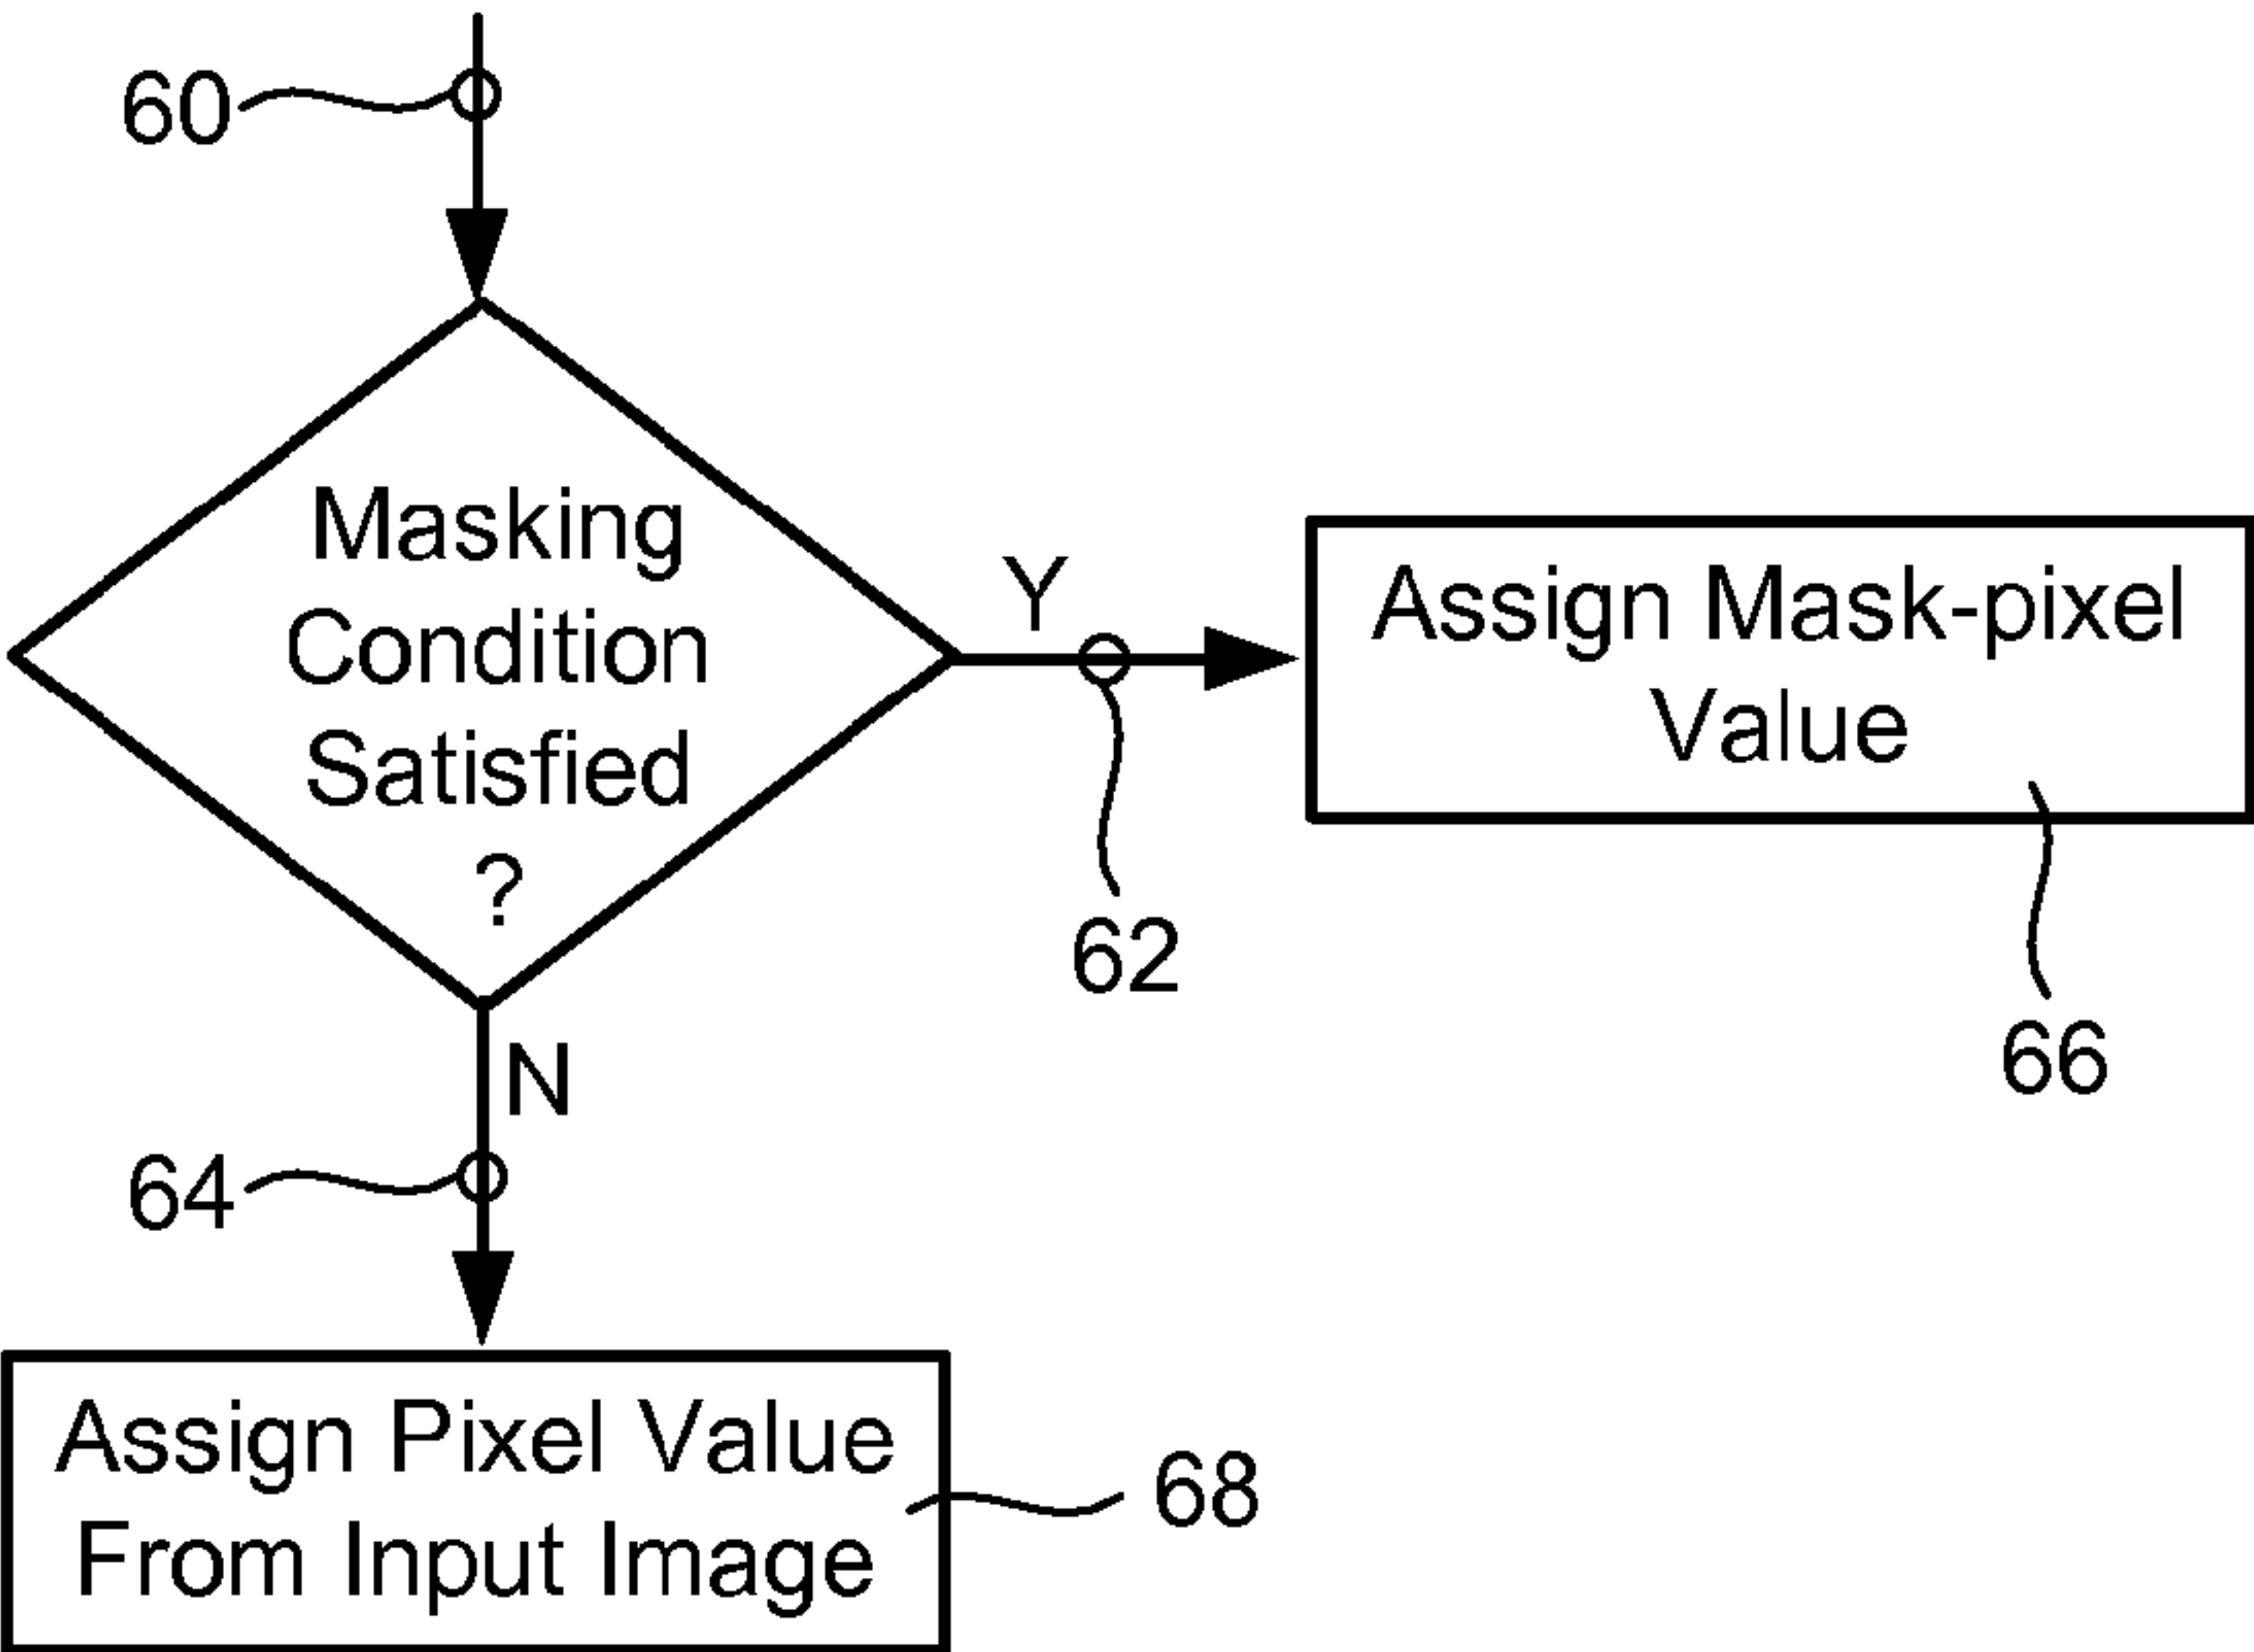 60
Masking
Condition
Satisfied
?
Y
62
Assign Mask-pixel
Value
66
N
64
Assign Pixel Value
From Input Image
68